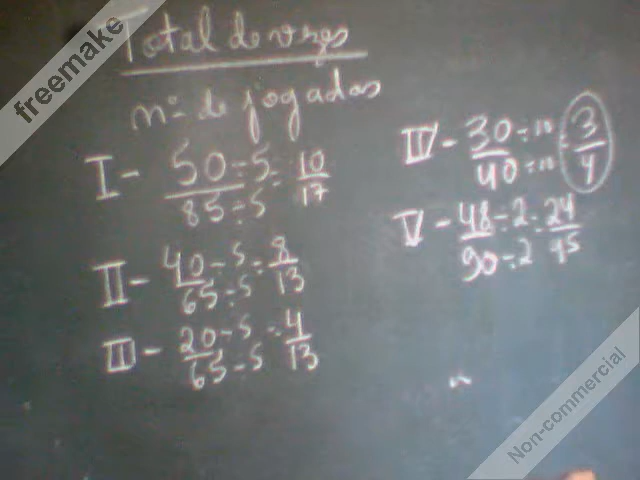 freemake
Total de vezes
nº de jogadas
I - 50 ÷ 5 = 10
85 ÷ 5 17
II - 40 ÷ 5 = 8
65 ÷ 5 13
III - 20 ÷ 5 = 4
65 ÷ 5 13
IV - 30 ÷ 10 = 3
40 ÷ 10 4
V - 48 ÷ 2 = 24
90 ÷ 2 45
Non-commercial